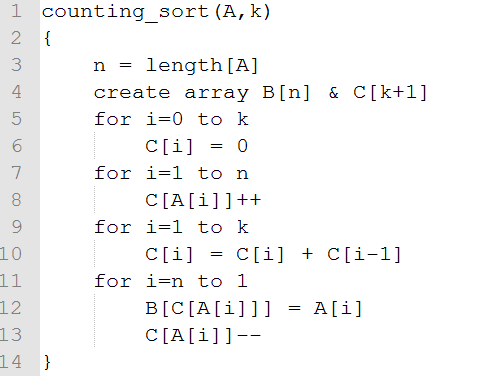 1 counting_sort(A,k)
2 {
3     n = length[A]
4     create array B[n] & C[k+1]
5     for i=0 to k
6         C[i] = 0
7     for i=1 to n
8         C[A[i]]++
9     for i=1 to k
10         C[i] = C[i] + C[i-1]
11     for i=n to 1
12         B[C[A[i]]] = A[i]
13         C[A[i]]--
14 }